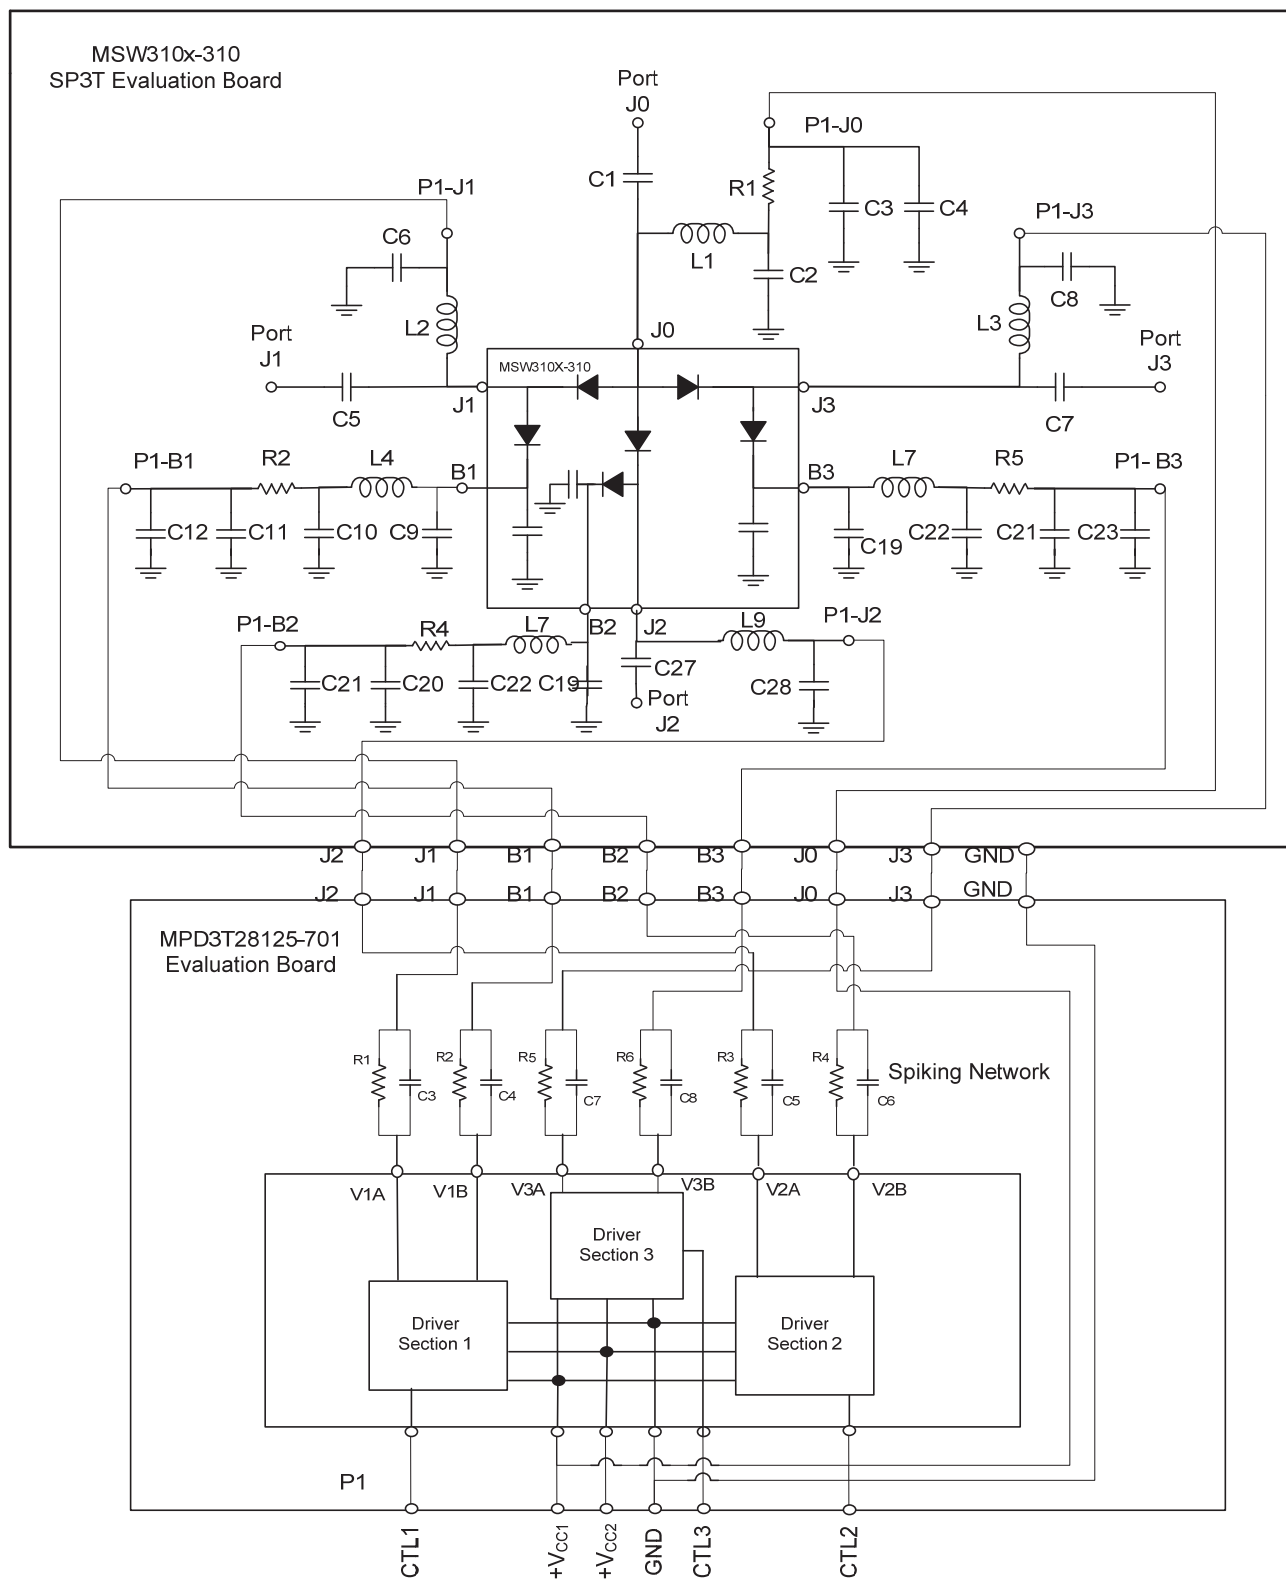 MSW310x-310
SP3T Evaluation Board
Port
J0
P1-J0
C1
R1
C3
C4
P1-J1
P1-J3
C6
L1
C2
C8
L2
L3
Port
J1
J0
Port
J3
MSW310X-310
C5
J1
J3
C7
P1-B1
R2
L4
B1
B3
L7
R5
P1- B3
C12
C11
C10
C9
C19
C22
C21
C23
P1-B2
R4
L7
B2
J2
L9
P1-J2
C21
C20
C22
C19
C27
C28
Port
J2
J2
J1
B1
B2
B3
J0
J3
GND
J2
J1
B1
B2
B3
J0
J3
GND
MPD3T28125-701
Evaluation Board
R1
R2
R5
R6
R3
R4
Spiking Network
C3
C4
C7
C8
C5
C6
V1A
V1B
V3A
V3B
V2A
V2B
Driver
Section 3
Driver
Section 1
Driver
Section 2
P1
CTL1
+VCC1
+VCC2
GND
CTL3
CTL2